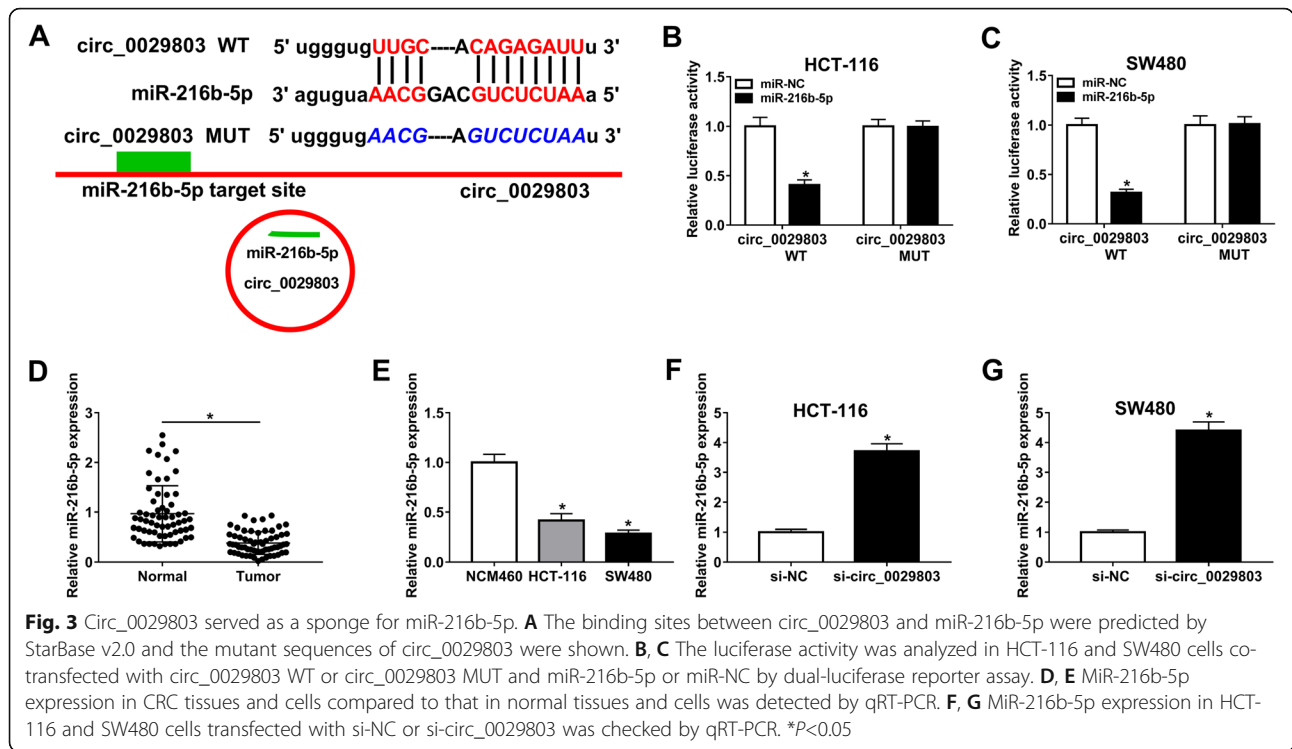 A
circ_0029803 WT 5' ugggugUUGC----ACAGAGAUUu 3'
miR-216b-5p 3' aguguaAACGGACGUCUCUAAa 5'
circ_0029803 MUT 5' ugggugAACG----AGUCUCUAAu 3'
miR-216b-5p target site circ_0029803
miR-216b-5p
circ_0029803
B
HCT-116
Relative luciferase activity
miR-NC
miR-216b-5p
1.5
1.0
0.5
0.0
*
circ_0029803 circ_0029803
WT MUT
C
SW480
Relative luciferase activity
miR-NC
miR-216b-5p
1.5
1.0
0.5
0.0
*
circ_0029803 circ_0029803
WT MUT
D
Relative miR-216b-5p expression
3
2
1
0
*
Normal Tumor
E
Relative miR-216b-5p expression
1.5
1.0
0.5
0.0
* *
NCM460 HCT-116 SW480
F
HCT-116
Relative miR-216b-5p expression
5
4
3
2
1
0
*
si-NC si-circ_0029803
G
SW480
Relative miR-216b-5p expression
5
4
3
2
1
0
*
si-NC si-circ_0029803
Fig. 3 Circ_0029803 served as a sponge for miR-216b-5p. A The binding sites between circ_0029803 and miR-216b-5p were predicted by
StarBase v2.0 and the mutant sequences of circ_0029803 were shown. B, C The luciferase activity was analyzed in HCT-116 and SW480 cells co-
transfected with circ_0029803 WT or circ_0029803 MUT and miR-216b-5p or miR-NC by dual-luciferase reporter assay. D, E MiR-216b-5p
expression in CRC tissues and cells compared to that in normal tissues and cells was detected by qRT-PCR. F, G MiR-216b-5p expression in HCT-
116 and SW480 cells transfected with si-NC or si-circ_0029803 was checked by qRT-PCR. *P<0.05